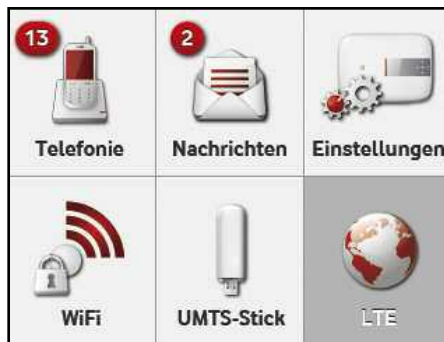 13
2
Telefonie
Nachrichten
Einstellungen
WiFi
UMTS-Stick
LTE